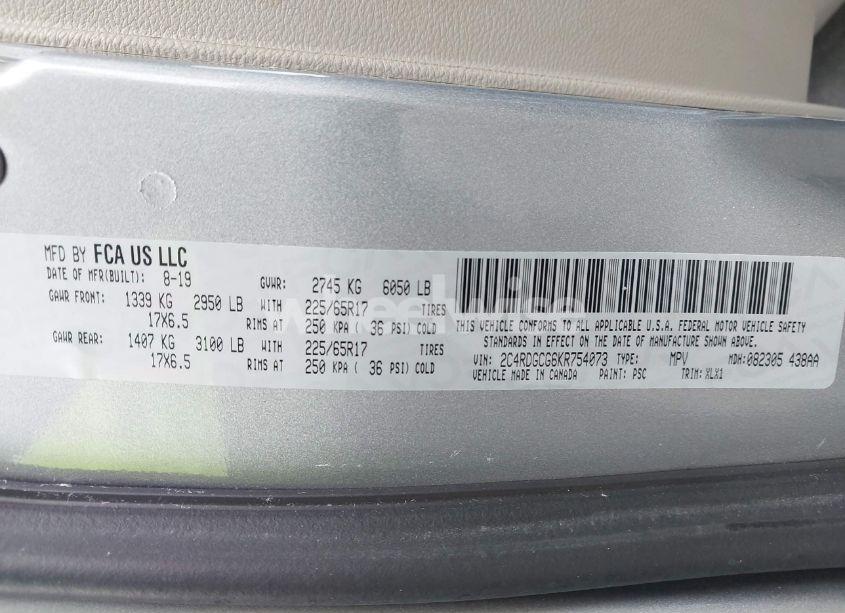 MFD BY FCA US LLC
DATE OF MFR(BUILT): 8-19 GVWR: 2745 KG 6050 LB
GAWR FRONT: 1339 KG 2950 LB WITH 225/65R17 TIRES
17X6.5 RIMS AT 250 KPA ( 36 PSI) COLD
GAWR REAR: 1407 KG 3100 LB WITH 225/65R17 TIRES
17X6.5 RIMS AT 250 KPA ( 36 PSI) COLD
THIS VEHICLE CONFORMS TO ALL APPLICABLE U.S.A. FEDERAL MOTOR VEHICLE SAFETY
STANDARDS IN EFFECT ON THE DATE OF MANUFACTURE SHOWN ABOVE.
VIN: 2C4RDGCG6KR754073 TYPE: MPV MDH: 082305 438AA
VEHICLE MADE IN CANADA PAINT: PSC TRIM: XLX1